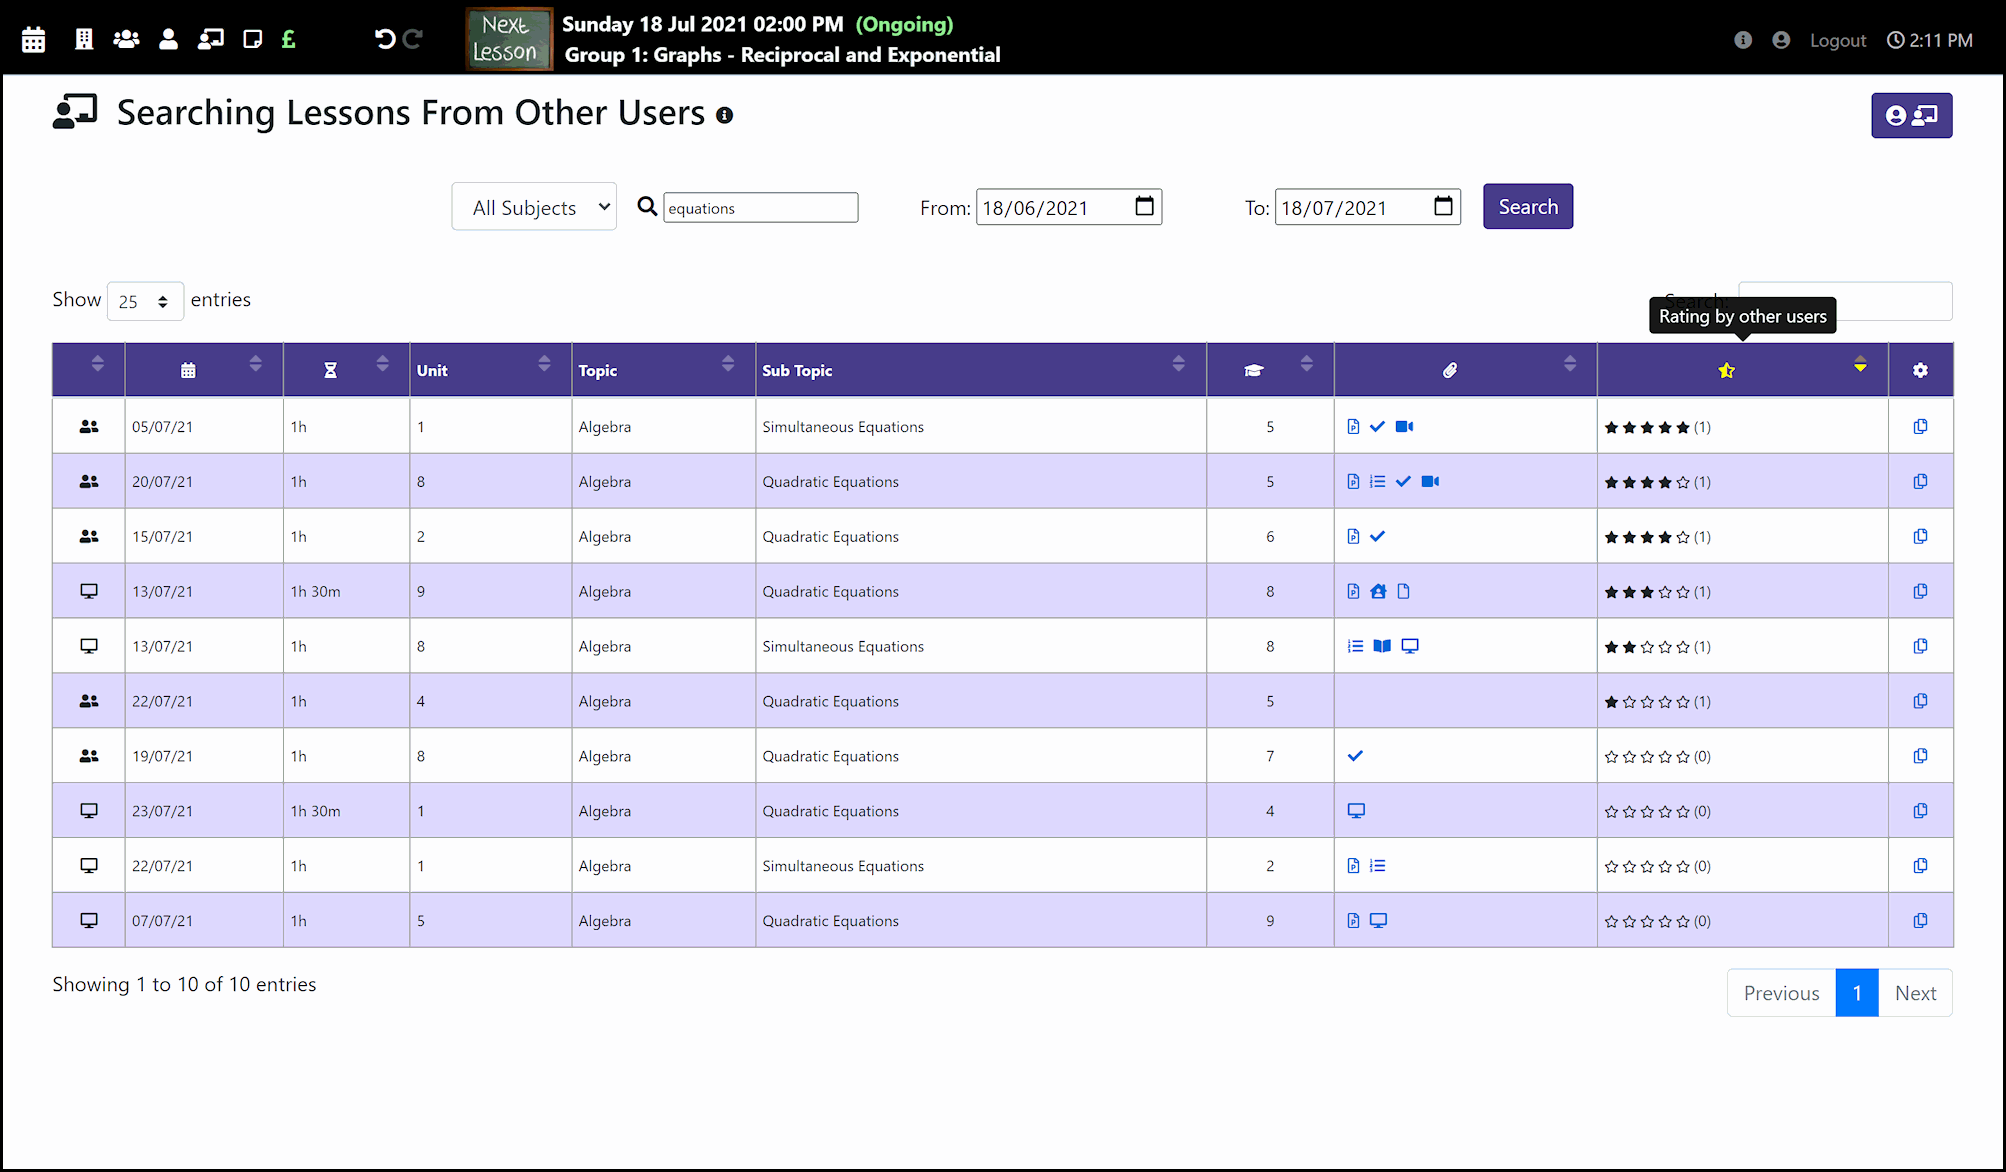 Next Lesson
Sunday 18 Jul 2021 02:00 PM (Ongoing)
Group 1: Graphs - Reciprocal and Exponential
Logout 2:11 PM
Searching Lessons From Other Users
All Subjects equations From: 18/06/2021 To: 18/07/2021 Search
Show 25 entries Search:
Rating by other users
Unit Topic Sub Topic
05/07/21 1h 1 Algebra Simultaneous Equations 5 (1)
20/07/21 1h 8 Algebra Quadratic Equations 5 (1)
15/07/21 1h 2 Algebra Quadratic Equations 6 (1)
13/07/21 1h 30m 9 Algebra Quadratic Equations 8 (1)
13/07/21 1h 8 Algebra Simultaneous Equations 8 (1)
22/07/21 1h 4 Algebra Quadratic Equations 5 (1)
19/07/21 1h 8 Algebra Quadratic Equations 7 (0)
23/07/21 1h 30m 1 Algebra Quadratic Equations 4 (0)
22/07/21 1h 1 Algebra Simultaneous Equations 2 (0)
07/07/21 1h 5 Algebra Quadratic Equations 9 (0)
Showing 1 to 10 of 10 entries Previous 1 Next